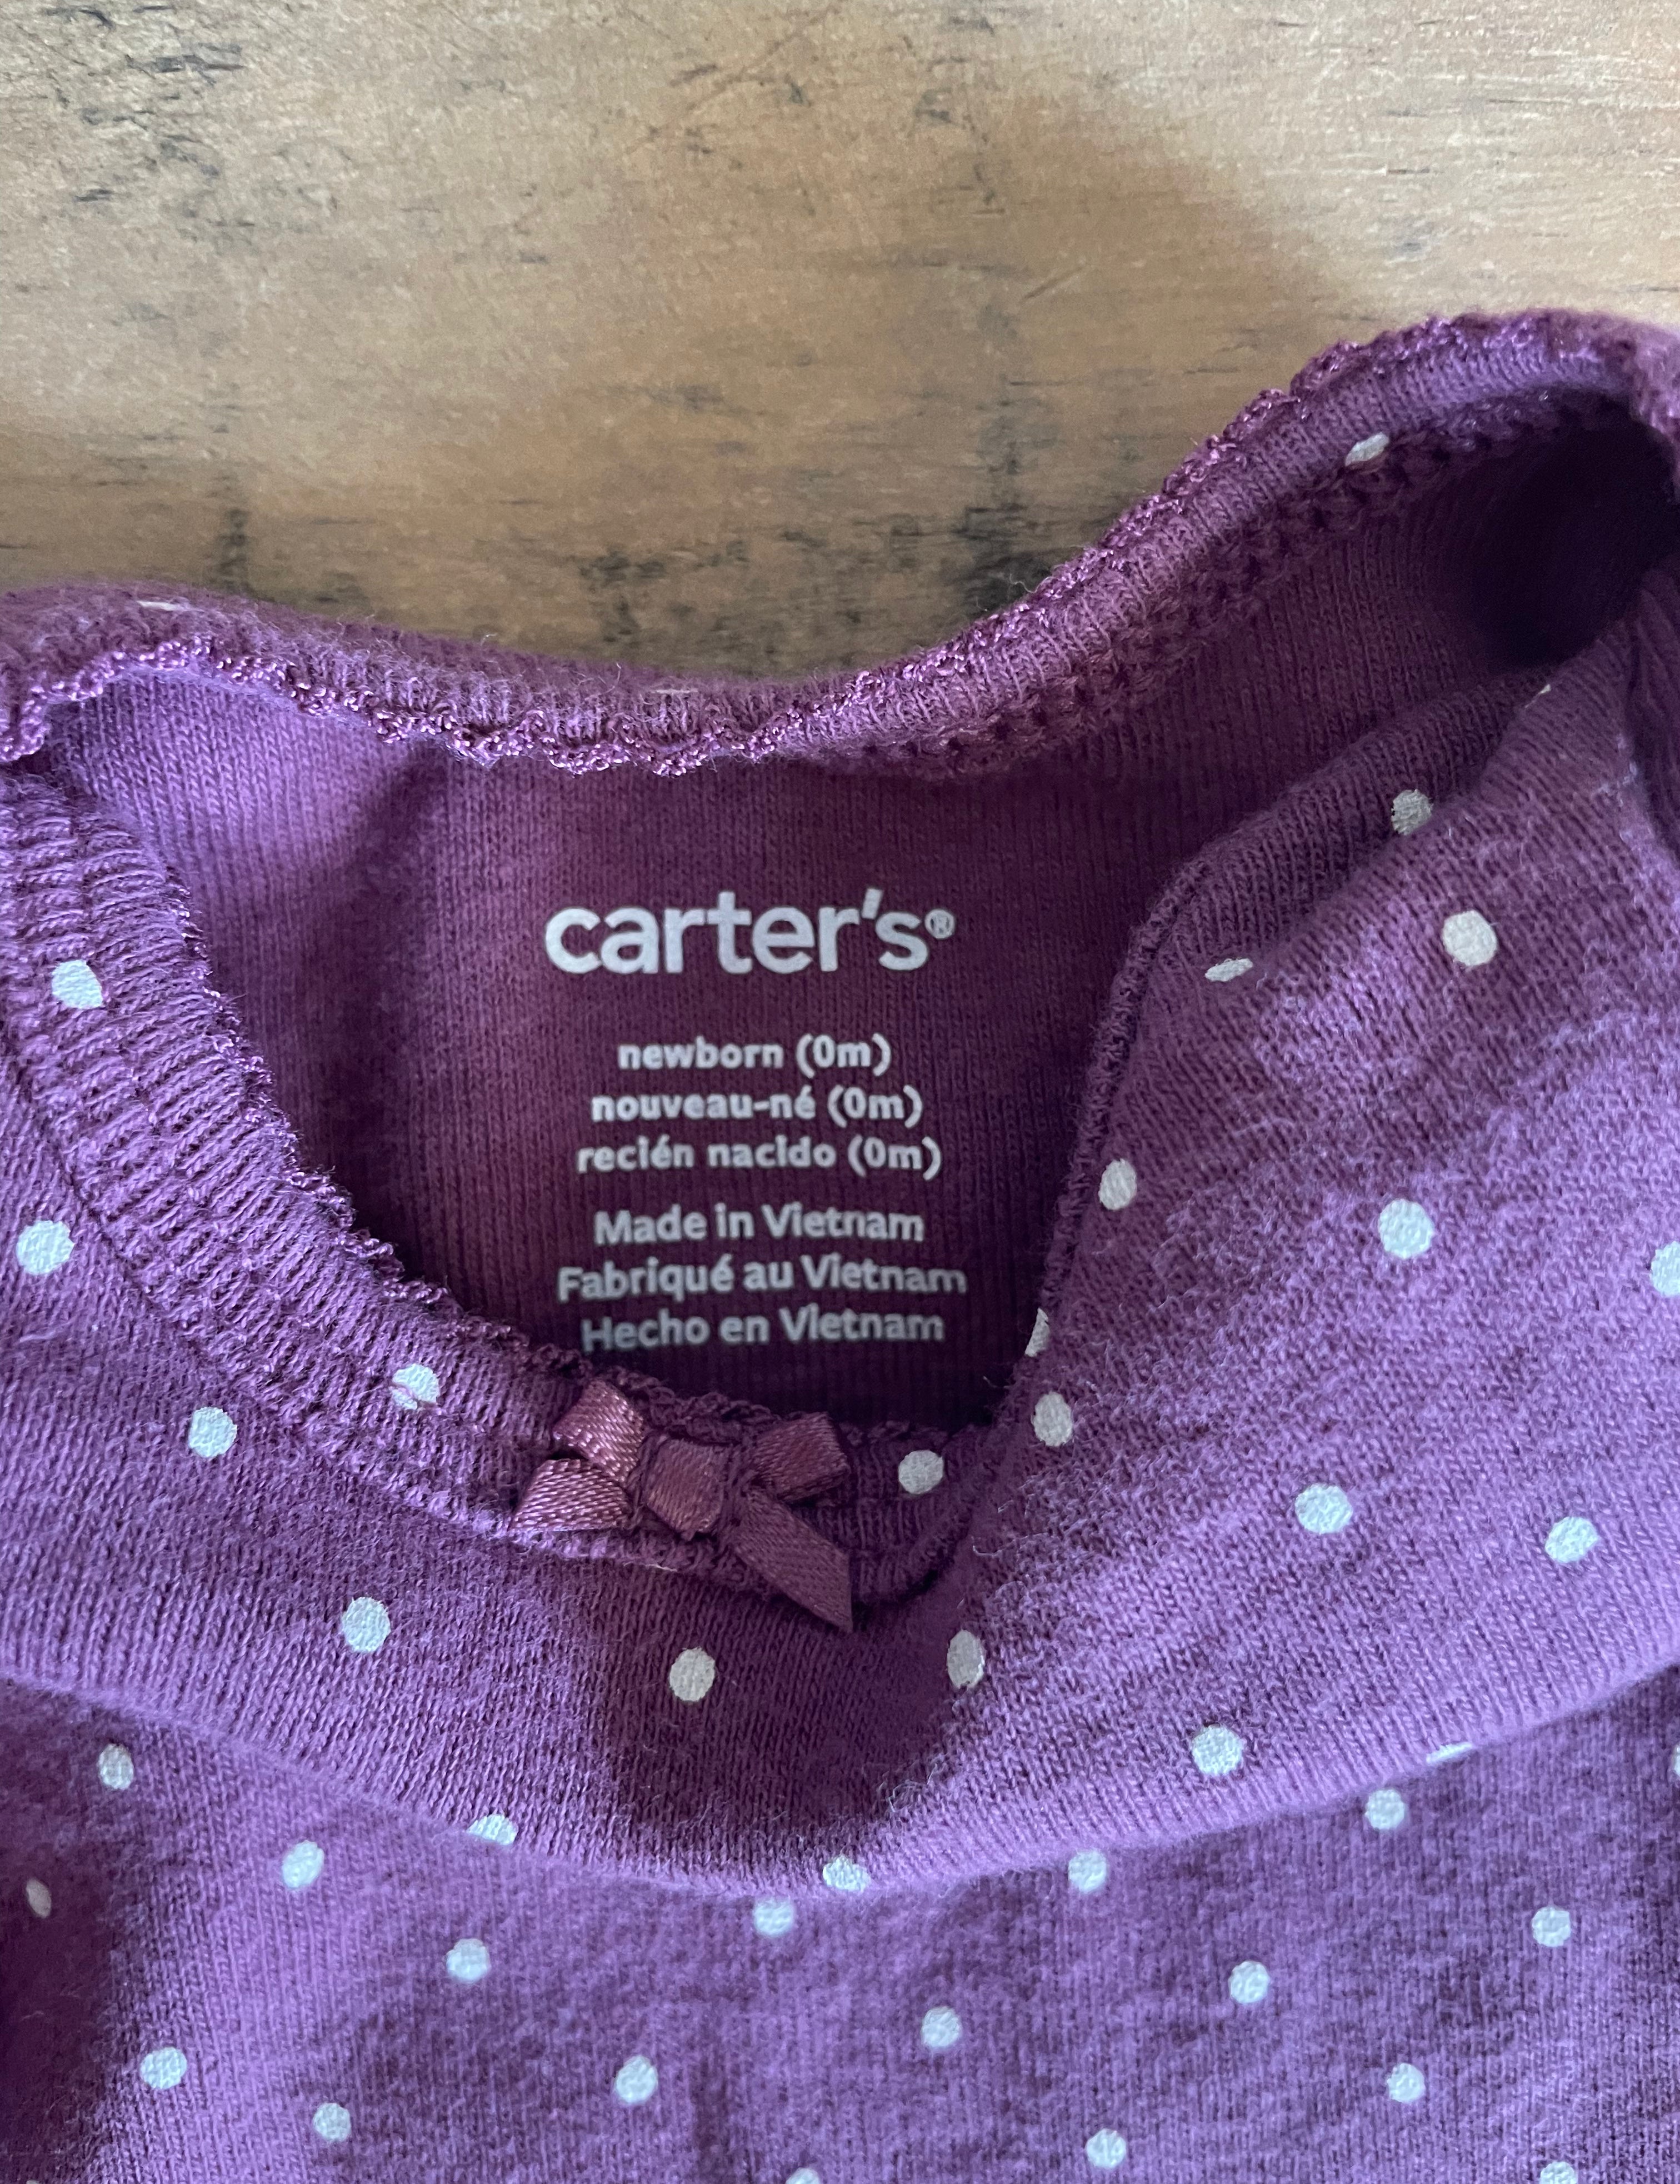 carter's®
newborn (0m)
nouveau-né (0m)
recién nacido (0m)
Made in Vietnam
Fabriqué au Vietnam
Hecho en Vietnam